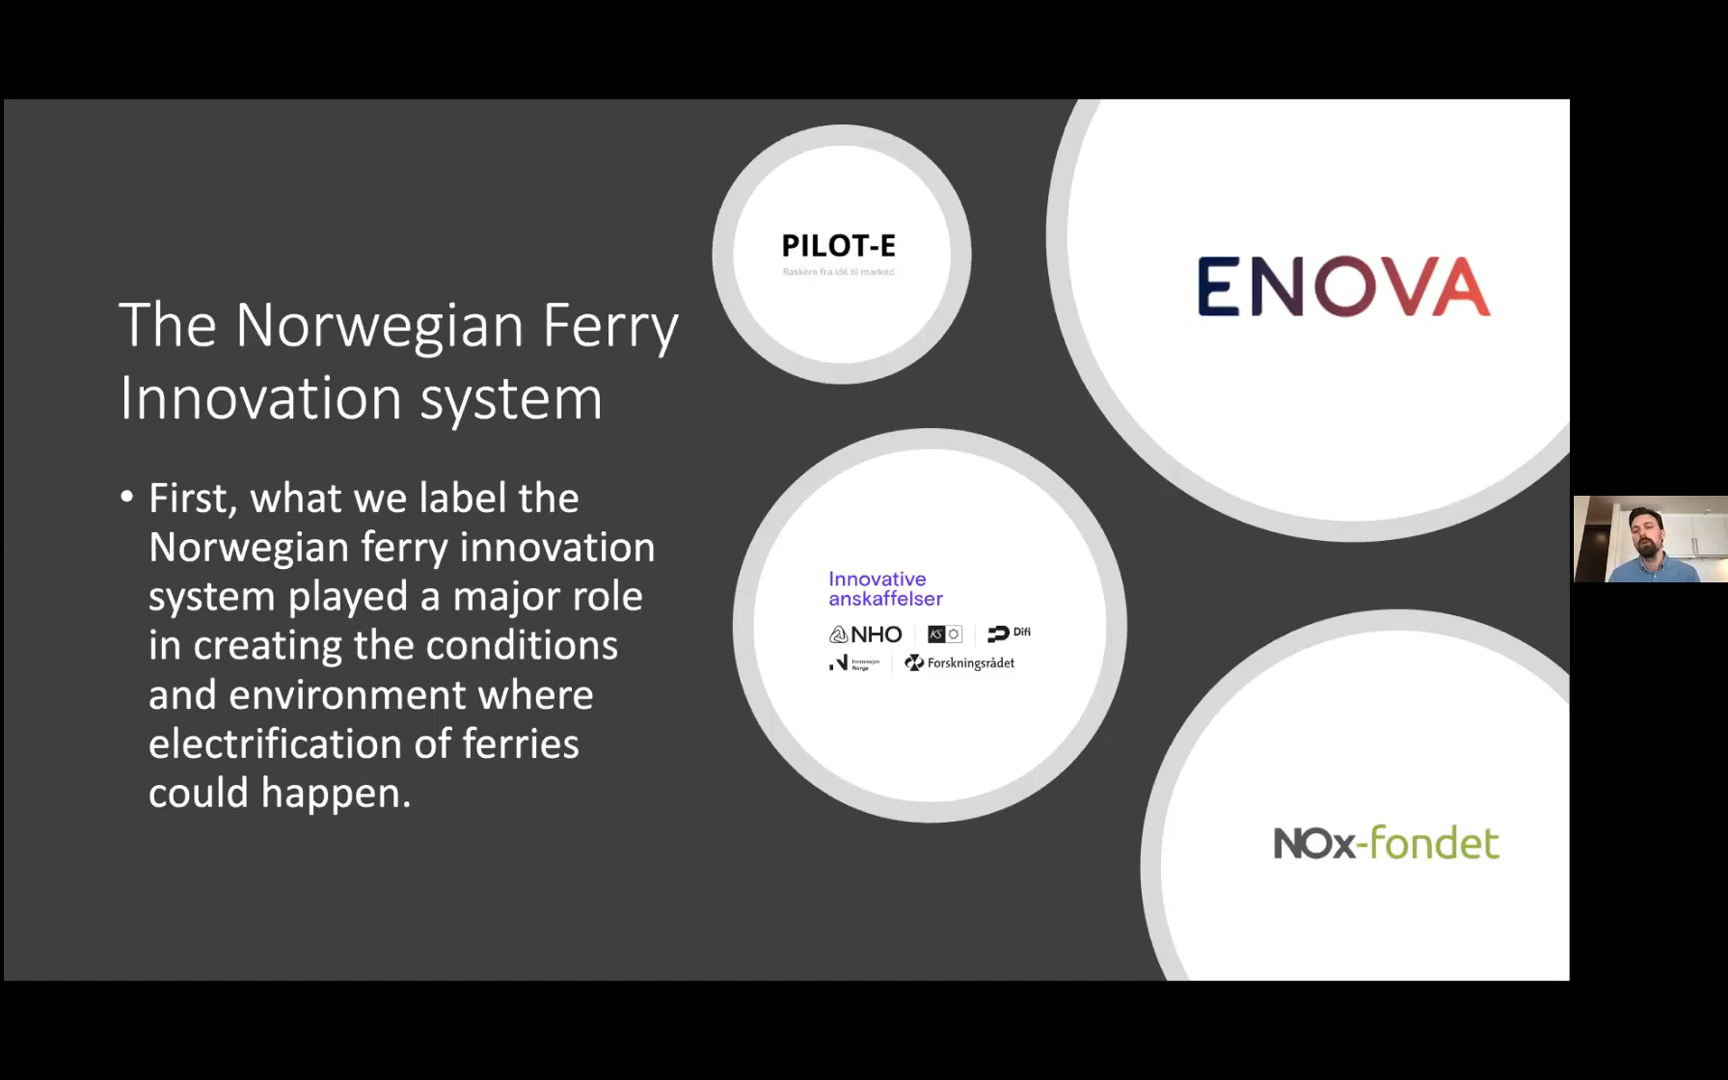 The Norwegian Ferry
Innovation system
• First, what we label the
Norwegian ferry innovation
system played a major role
in creating the conditions
and environment where
electrification of ferries
could happen.
PILOT-E
Raskere fra idé til marked
ENOVA
Innovative
anskaffelser
NHO KS Difi
Innovasjon
Norge
Forskningsrådet
NOx-fondet